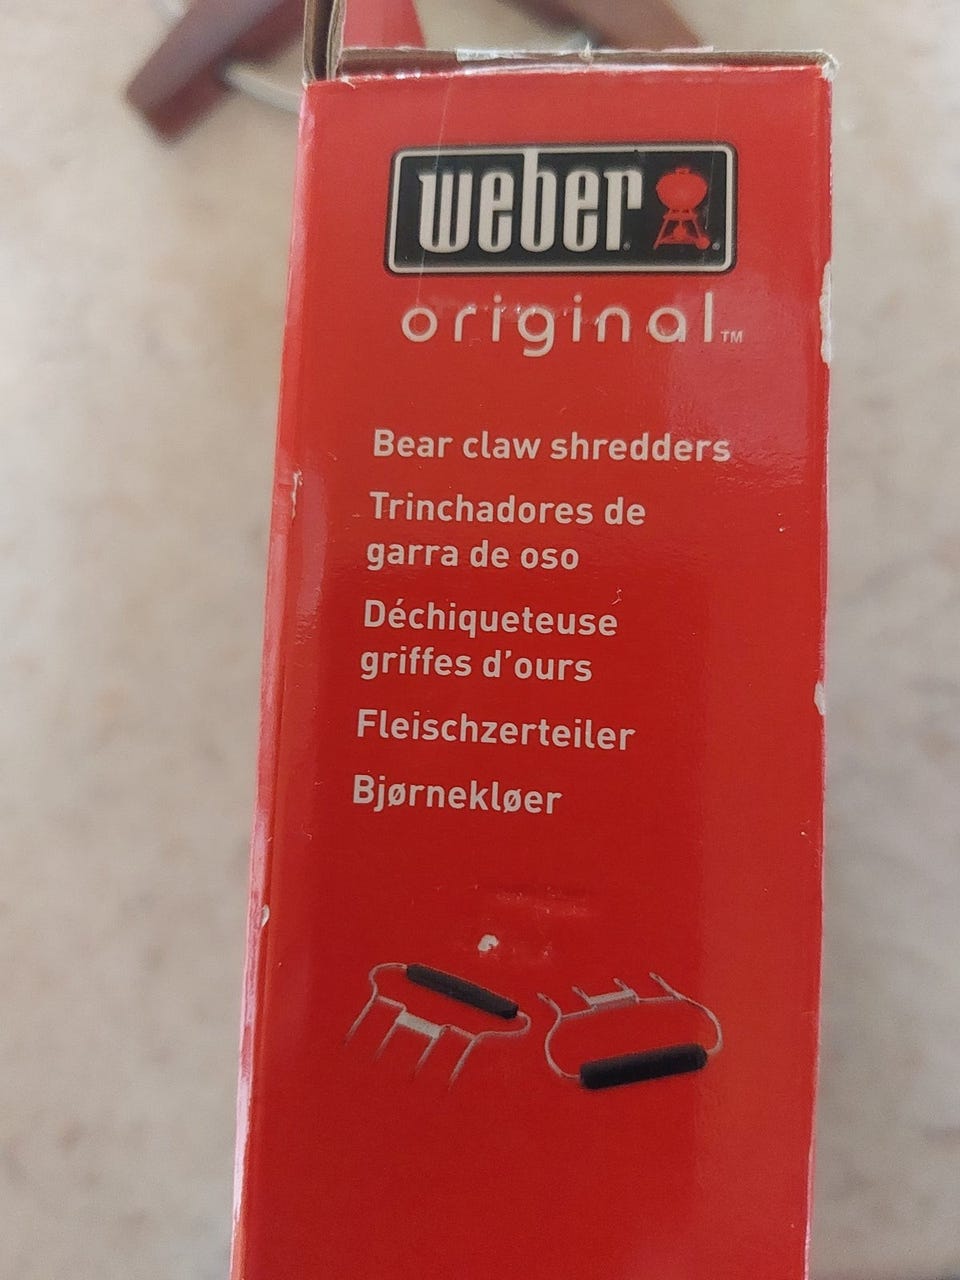 weber
original™
Bear claw shredders
Trinchadores de
garra de oso
Déchiqueteuse
griffes d'ours
Fleischzerteiler
Bjørnekløer